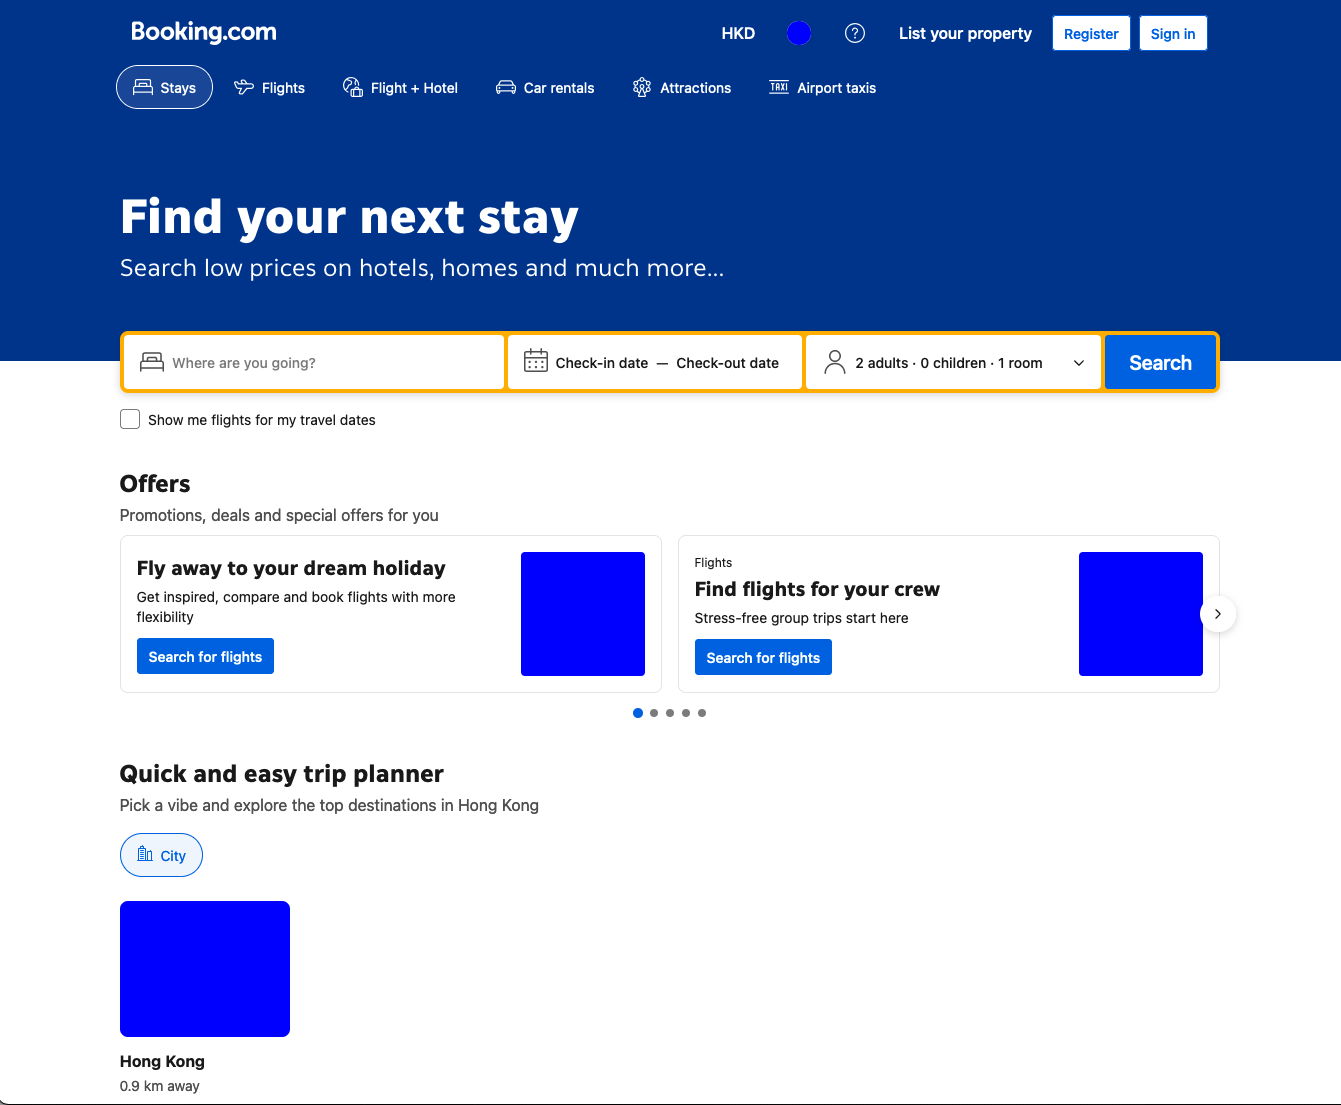 Booking.com
HKD
List your property
Register
Sign in
Stays
Flights
Flight + Hotel
Car rentals
Attractions
TAXI
Airport taxis
Find your next stay
Search low prices on hotels, homes and much more...
Where are you going?
Check-in date — Check-out date
2 adults · 0 children · 1 room
Search
Show me flights for my travel dates
Offers
Promotions, deals and special offers for you
Fly away to your dream holiday
Get inspired, compare and book flights with more
flexibility
Search for flights
Flights
Find flights for your crew
Stress-free group trips start here
Search for flights
Quick and easy trip planner
Pick a vibe and explore the top destinations in Hong Kong
City
Hong Kong
0.9 km away